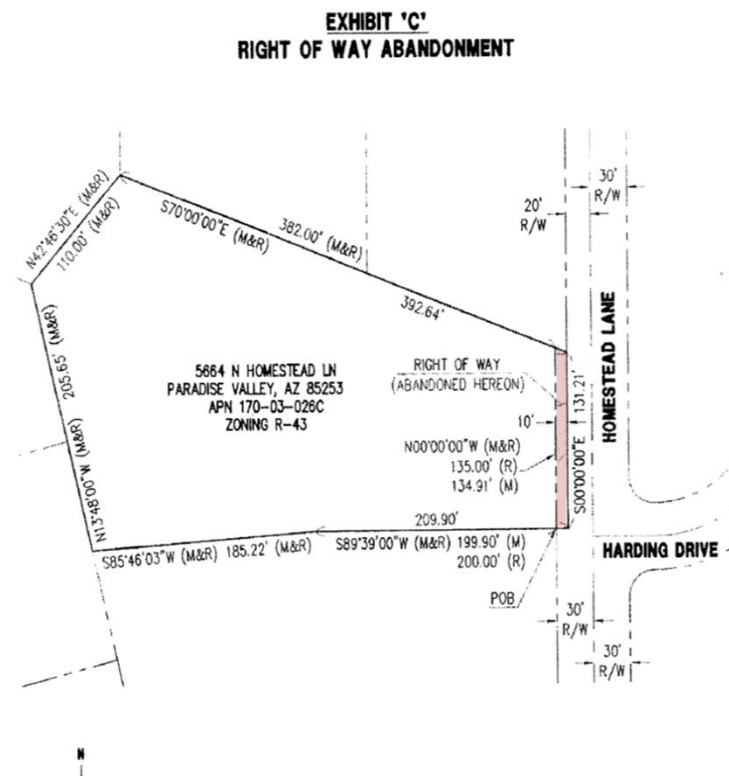 EXHIBIT 'C'
RIGHT OF WAY ABANDONMENT
30'
R/W
20'
R/W
N42°46'30"E (M&R)
110.00' (M&R)
S70°00'00"E (M&R)
382.00' (M&R)
392.64'
N13°48'00"W (M&R) 205.65' (M&R)
5664 N HOMESTEAD LN
PARADISE VALLEY, AZ 85253
APN 170-03-026C
ZONING R-43
RIGHT OF WAY
(ABANDONED HEREON)
10'
N00°00'00"W (M&R)
135.00' (R)
134.91' (M)
S00°00'00"E 131.21'
HOMESTEAD LANE
209.90'
S85°46'03"W (M&R) 185.22' (M&R)
S89°39'00"W (M&R) 199.90' (M)
200.00' (R)
HARDING DRIVE
POB
30'
R/W
30'
R/W
N